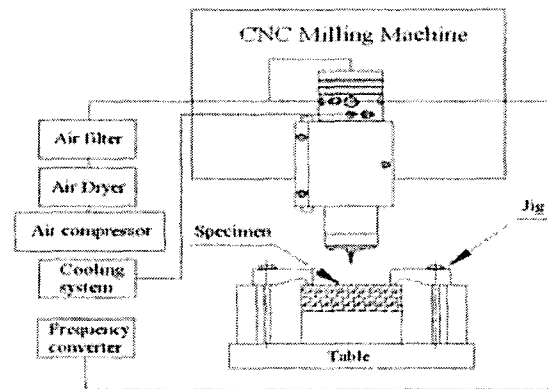 CNC Milling Machine
Air filter
Air Dryer
Air compressor
Cooling
system
Frequency
converter
Specimen
Jig
Table